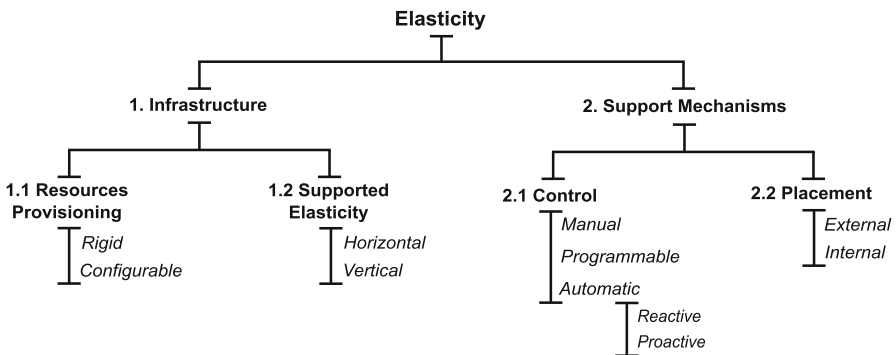 Elasticity
1. Infrastructure
2. Support Mechanisms
1.1 Resources
Provisioning
Rigid
Configurable
1.2 Supported
Elasticity
Horizontal
Vertical
2.1 Control
Manual
Programmable
Automatic
Reactive
Proactive
2.2 Placement
External
Internal